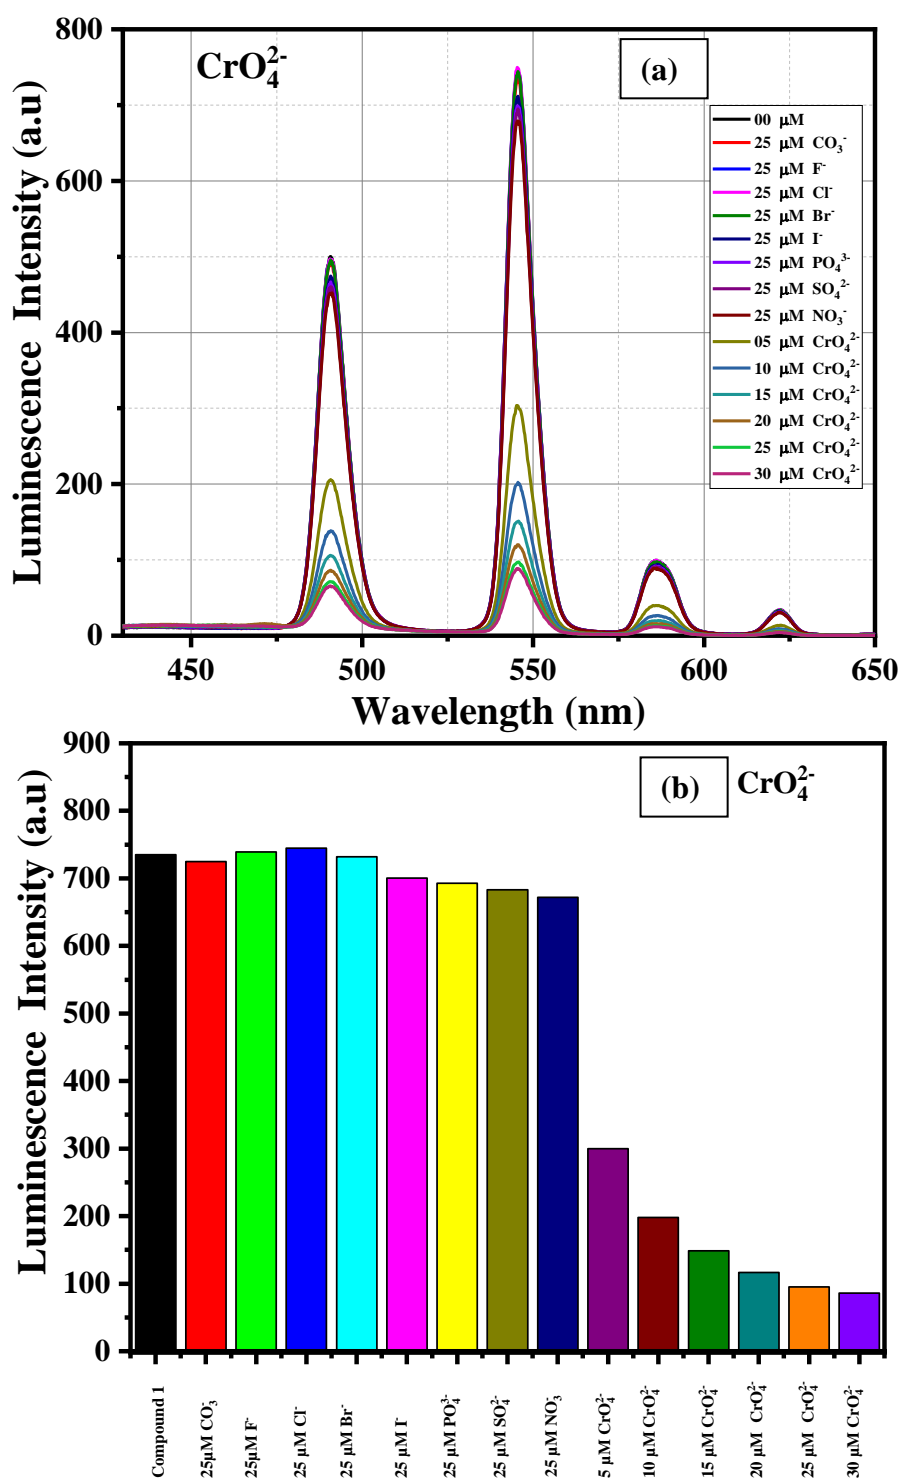 CrO₄²⁻
(a)
800
600
400
200
0
Luminescence Intensity (a.u)
00 μM
25 μM CO₃⁻
25 μM F⁻
25 μM Cl⁻
25 μM Br⁻
25 μM I⁻
25 μM PO₄³⁻
25 μM SO₄²⁻
25 μM NO₃⁻
05 μM CrO₄²⁻
10 μM CrO₄²⁻
15 μM CrO₄²⁻
20 μM CrO₄²⁻
25 μM CrO₄²⁻
30 μM CrO₄²⁻
450 500 550 600 650
Wavelength (nm)
(b) CrO₄²⁻
900
800
700
600
500
400
300
200
100
0
Luminescence Intensity (a.u)
Compound 1
25μM CO₃⁻
25μM F⁻
25 μM Cl⁻
25 μM Br⁻
25 μM I⁻
25 μM PO₄³⁻
25 μM SO₄²⁻
25 μM NO₃⁻
5 μM CrO₄²⁻
10 μM CrO₄²⁻
15 μM CrO₄²⁻
20 μM CrO₄²⁻
25 μM CrO₄²⁻
30 μM CrO₄²⁻